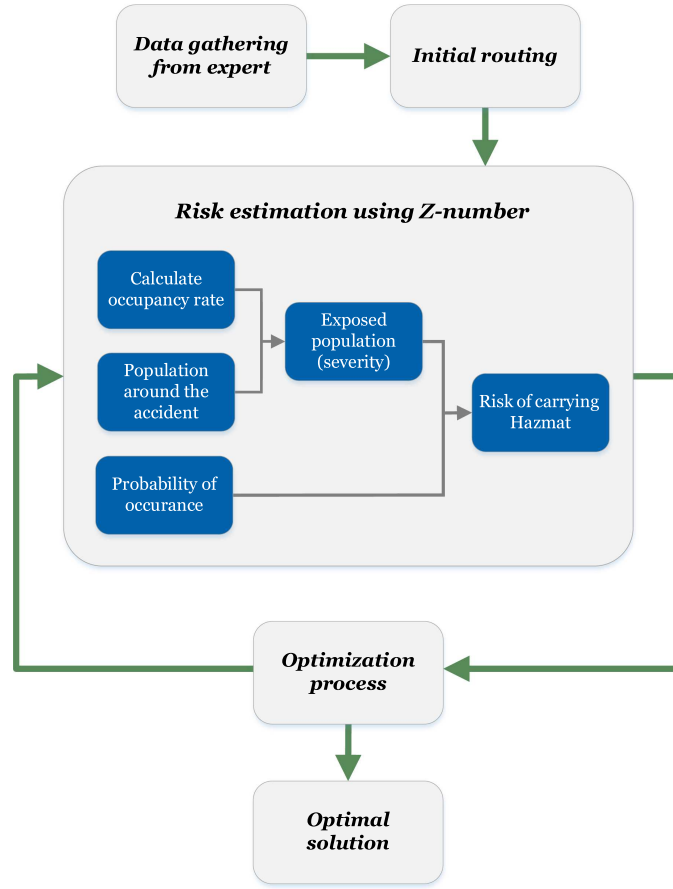 Data gathering
from expert
Initial routing
Risk estimation using Z-number
Calculate
occupancy rate
Population
around the
accident
Probability of
occurance
Exposed
population
(severity)
Risk of carrying
Hazmat
Optimization
process
Optimal
solution